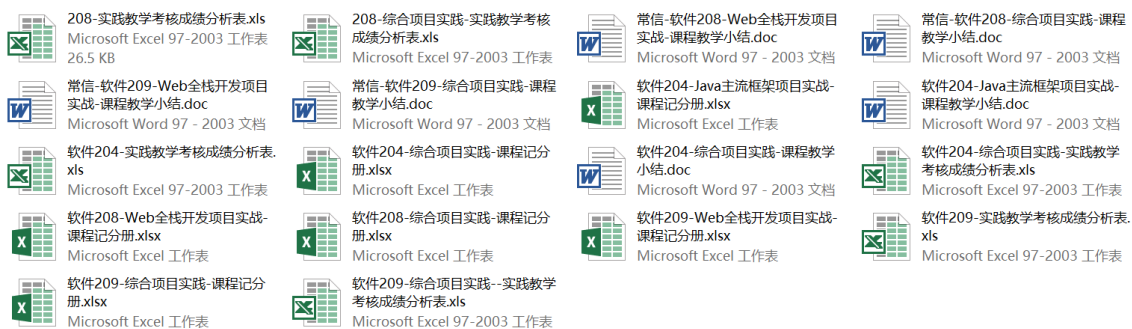 208-实践教学考核成绩分析表.xls
Microsoft Excel 97-2003 工作表
26.5 KB
208-综合项目实践-实践教学考核
成绩分析表.xls
Microsoft Excel 97-2003 工作表
常信-软件208-Web全栈开发项目
实战-课程教学小结.doc
Microsoft Word 97 - 2003 文档
常信-软件208-综合项目实践-课程
教学小结.doc
Microsoft Word 97 - 2003 文档
常信-软件209-Web全栈开发项目
实战-课程教学小结.doc
Microsoft Word 97 - 2003 文档
常信-软件209-综合项目实践-课程
教学小结.doc
Microsoft Word 97 - 2003 文档
软件204-Java主流框架项目实战-
课程记分册.xlsx
Microsoft Excel 工作表
软件204-Java主流框架项目实战-
课程教学小结.doc
Microsoft Word 97 - 2003 文档
软件204-实践教学考核成绩分析表.
xls
Microsoft Excel 97-2003 工作表
软件204-综合项目实践-课程记分
册.xlsx
Microsoft Excel 工作表
软件204-综合项目实践-课程教学
小结.doc
Microsoft Word 97 - 2003 文档
软件204-综合项目实践-实践教学
考核成绩分析表.xls
Microsoft Excel 97-2003 工作表
软件208-Web全栈开发项目实战-
课程记分册.xlsx
Microsoft Excel 工作表
软件208-综合项目实践-课程记分
册.xlsx
Microsoft Excel 工作表
软件209-Web全栈开发项目实战-
课程记分册.xlsx
Microsoft Excel 工作表
软件209-实践教学考核成绩分析表.
xls
Microsoft Excel 97-2003 工作表
软件209-综合项目实践-课程记分
册.xlsx
Microsoft Excel 工作表
软件209-综合项目实践--实践教学
考核成绩分析表.xls
Microsoft Excel 97-2003 工作表